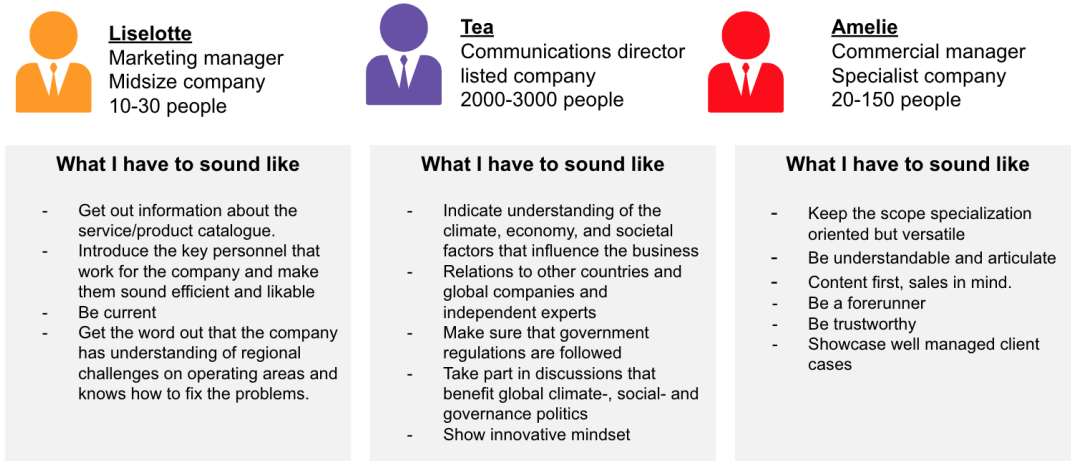 Liselotte
Marketing manager
Midsize company
10-30 people
Tea
Communications director
listed company
2000-3000 people
Amelie
Commercial manager
Specialist company
20-150 people
What I have to sound like
- Get out information about the
service/product catalogue.
- Introduce the key personnel that
work for the company and make
them sound efficient and likable
- Be current
- Get the word out that the company
has understanding of regional
challenges on operating areas and
knows how to fix the problems.
What I have to sound like
- Indicate understanding of the
climate, economy, and societal
factors that influence the business
- Relations to other countries and
global companies and
independent experts
- Make sure that government
regulations are followed
- Take part in discussions that
benefit global climate-, social- and
governance politics
- Show innovative mindset
What I have to sound like
- Keep the scope specialization
oriented but versatile
- Be understandable and articulate
- Content first, sales in mind.
- Be a forerunner
- Be trustworthy
- Showcase well managed client
cases